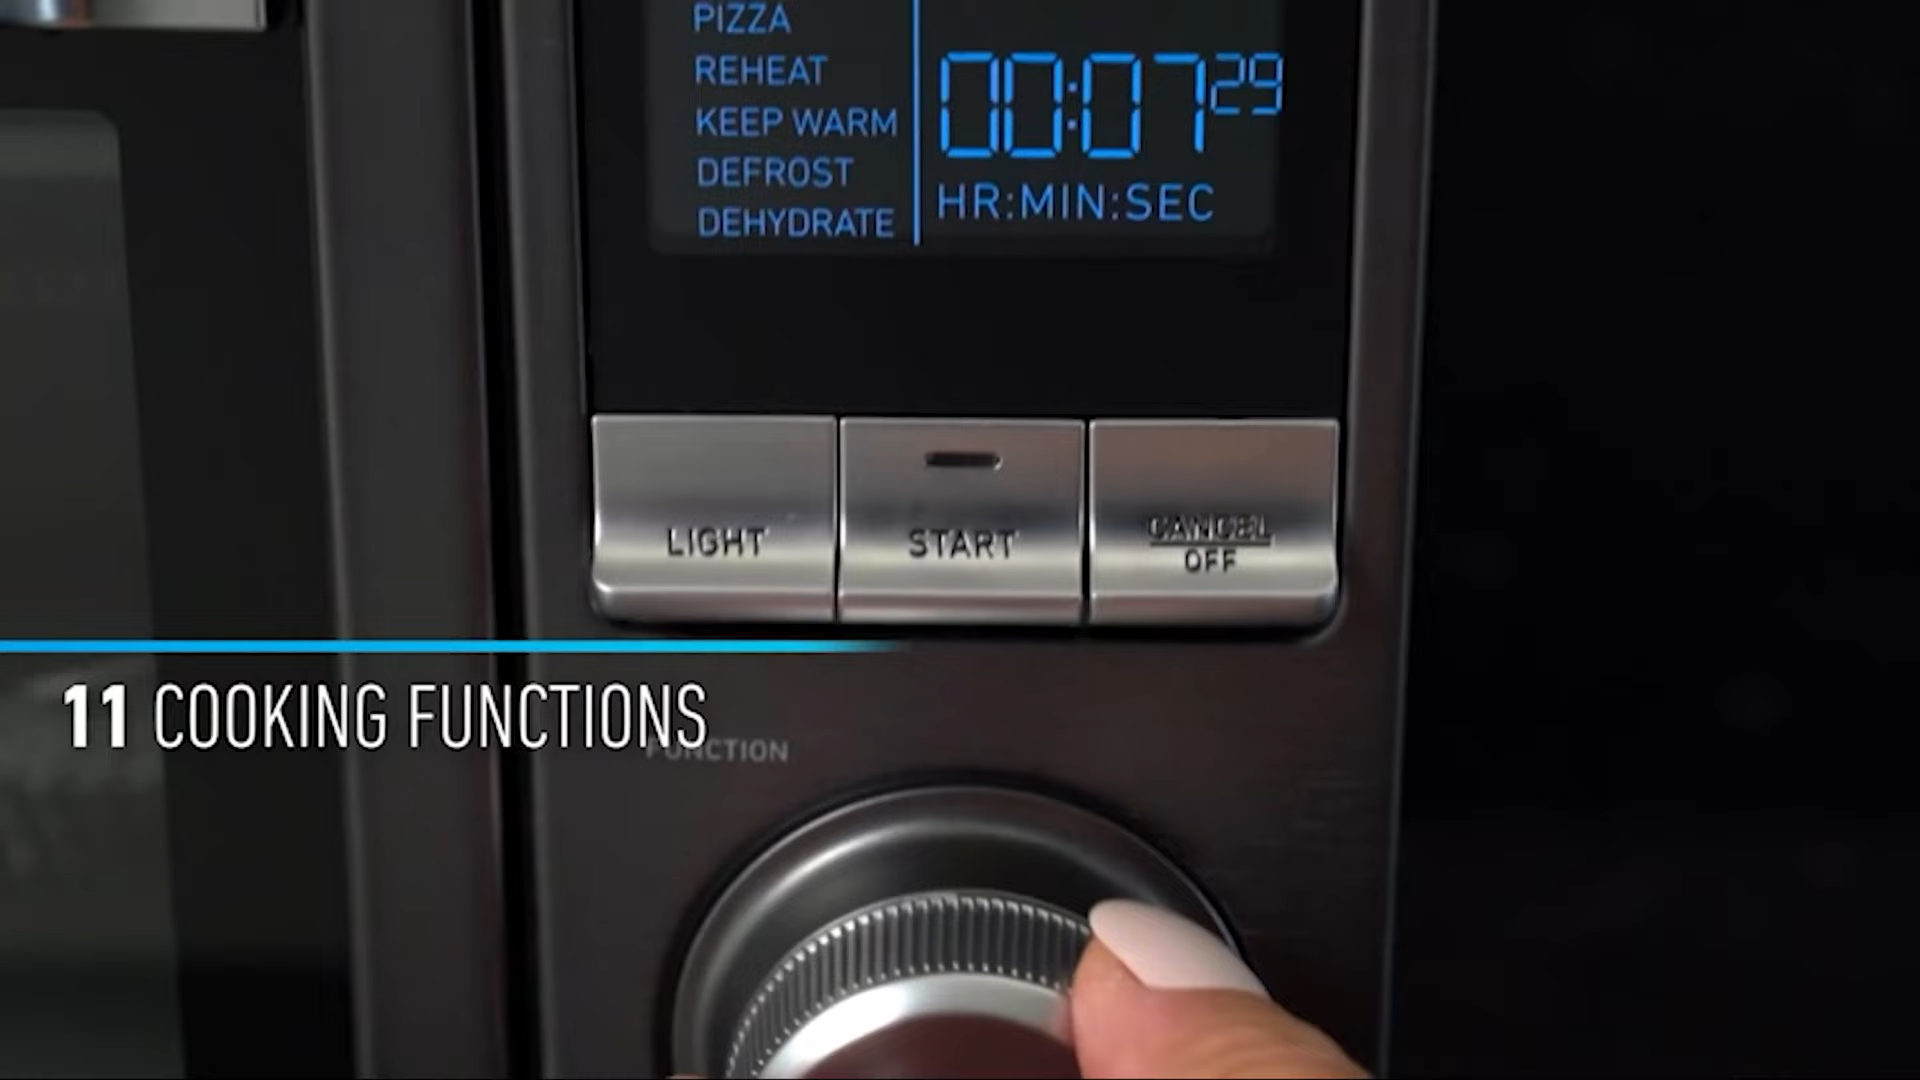 PIZZA
REHEAT
KEEP WARM
DEFROST
DEHYDRATE
00:07 29
HR:MIN:SEC
LIGHT
START
CANCEL
OFF
11 COOKING FUNCTIONS
FUNCTION